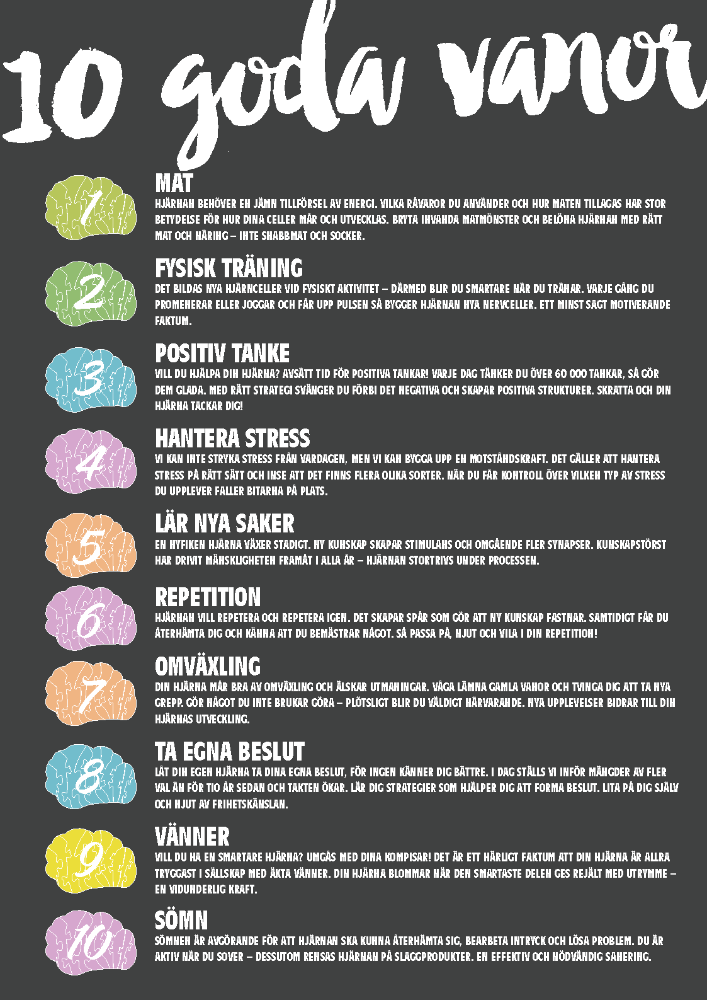 10 goda vanor
1
MAT
HJÄRNAN BEHÖVER EN JÄMN TILLFÖRSEL AV ENERGI. VILKA RÅVAROR DU ANVÄNDER OCH HUR MATEN TILLAGAS HAR STOR
BETYDELSE FÖR HUR DINA CELLER MÅR OCH UTVECKLAS. BRYTA INVANDA MATMÖNSTER OCH BELÖNA HJÄRNAN MED RÄTT
MAT OCH NÄRING – INTE SNABBMAT OCH SOCKER.
2
FYSISK TRÄNING
DET BILDAS NYA HJÄRNCELLER VID FYSISKT AKTIVITET – DÄRMED BLIR DU SMARTARE NÄR DU TRÄNAR. VARJE GÅNG DU
PROMENERAR ELLER JOGGAR OCH FÅR UPP PULSEN SÅ BYGGER HJÄRNAN NYA NERVCELLER. ETT MINST SAGT MOTIVERANDE
FAKTUM.
3
POSITIV TANKE
VILL DU HJÄLPA DIN HJÄRNA? AVSÄTT TID FÖR POSITIVA TANKAR! VARJE DAG TÄNKER DU ÖVER 60 000 TANKAR, SÅ GÖR
DEM GLADA. MED RÄTT STRATEGI SVÄNGER DU FÖRBI DET NEGATIVA OCH SKAPAR POSITIVA STRUKTURER. SKRATTA OCH DIN
HJÄRNA TACKAR DIG!
4
HANTERA STRESS
VI KAN INTE STRYKA STRESS FRÅN VARDAGEN, MEN VI KAN BYGGA UPP EN MOTSTÅNDSKRAFT. DET GÄLLER ATT HANTERA
STRESS PÅ RÄTT SÄTT OCH INSE ATT DET FINNS FLERA OLIKA SORTER. NÄR DU FÅR KONTROLL ÖVER VILKEN TYP AV STRESS
DU UPPLEVER FALLER BITARNA PÅ PLATS.
5
LÄR NYA SAKER
EN NYFIKEN HJÄRNA VÄXER STADIGT. NY KUNSKAP SKAPAR STIMULANS OCH OMGÅENDE FLER SYNAPSER. KUNSKAPSTÖRST
HAR DRIVIT MÄNSKLIGHETEN FRAMÅT I ALLA ÅR – HJÄRNAN STORTRIVS UNDER PROCESSEN.
6
REPETITION
HJÄRNAN VILL REPETERA OCH REPETERA IGEN. DET SKAPAR SPÅR SOM GÖR ATT NY KUNSKAP FASTNAR. SAMTIDIGT FÅR DU
ÅTERHÄMTA DIG OCH KÄNNA ATT DU BEMÄSTRAR NÅGOT. SÅ PASSA PÅ, NJUT OCH VILA I DIN REPETITION!
7
OMVÄXLING
DIN HJÄRNA MÅR BRA AV OMVÄXLING OCH ÄLSKAR UTMANINGAR. VÅGA LÄMNA GAMLA VANOR OCH TVINGA DIG ATT TA NYA
GREPP. GÖR NÅGOT DU INTE BRUKAR GÖRA – PLÖTSLIGT BLIR DU VÄLDIGT NÄRVARANDE. NYA UPPLEVELSER BIDRAR TILL DIN
HJÄRNAS UTVECKLING.
8
TA EGNA BESLUT
LÅT DIN EGEN HJÄRNA TA DINA EGNA BESLUT, FÖR INGEN KÄNNER DIG BÄTTRE. I DAG STÄLLS VI INFÖR MÄNGDER AV FLER
VAL ÄN FÖR TIO ÅR SEDAN OCH TAKTEN ÖKAR. LÄR DIG STRATEGIER SOM HJÄLPER DIG ATT FORMA BESLUT. LITA PÅ DIG SJÄLV
OCH NJUT AV FRIHETSKÄNSLAN.
9
VÄNNER
VILL DU HA EN SMARTARE HJÄRNA? UMGÅS MED DINA KOMPISAR! DET ÄR ETT HÄRLIGT FAKTUM ATT DIN HJÄRNA ÄR ALLRA
TRYGGAST I SÄLLSKAP MED ÄKTA VÄNNER. DIN HJÄRNA BLOMMAR NÄR DEN SMARTASTE DELEN GES REJÄLT MED UTRYMME –
EN VIDUNDERLIG KRAFT.
10
SÖMN
SÖMNEN ÄR AVGÖRANDE FÖR ATT HJÄRNAN SKA KUNNA ÅTERHÄMTA SIG, BEARBETA INTRYCK OCH LÖSA PROBLEM. DU ÄR
AKTIV NÄR DU SOVER – DESSUTOM RENSAS HJÄRNAN PÅ SLAGGPRODUKTER. EN EFFEKTIV OCH NÖDVÄNDIG SANERING.